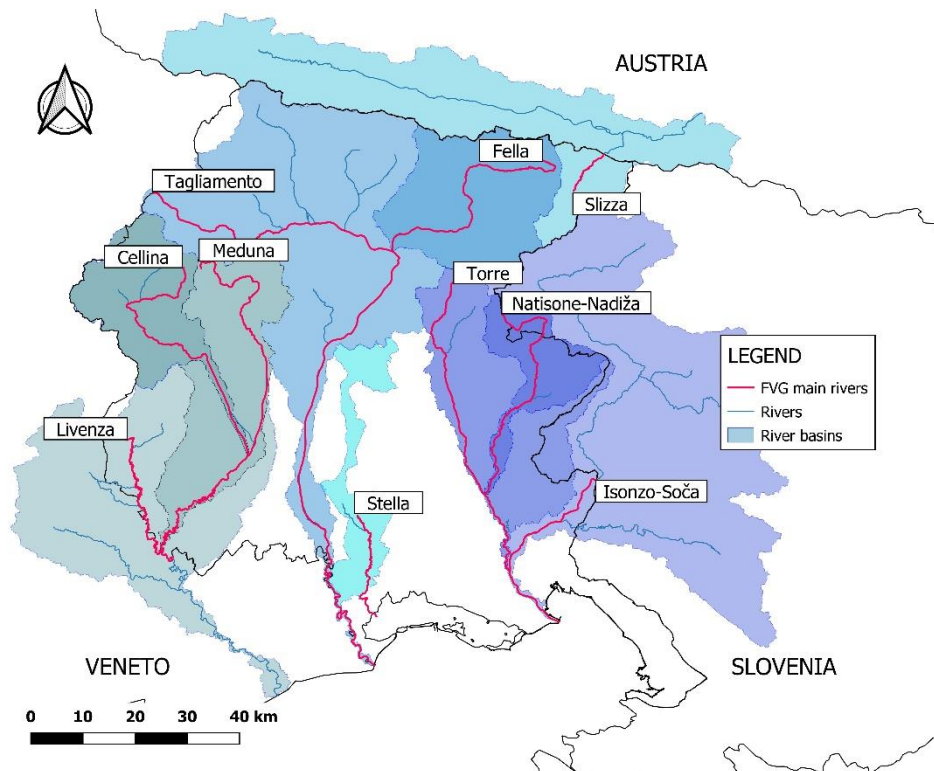 AUSTRIA
Fella
Tagliamento
Slizza
Cellina
Meduna
Torre
Natisone-Nadiža
LEGEND
FVG main rivers
Rivers
River basins
Livenza
Isonzo-Soča
Stella
VENETO
SLOVENIA
0 10 20 30 40 km